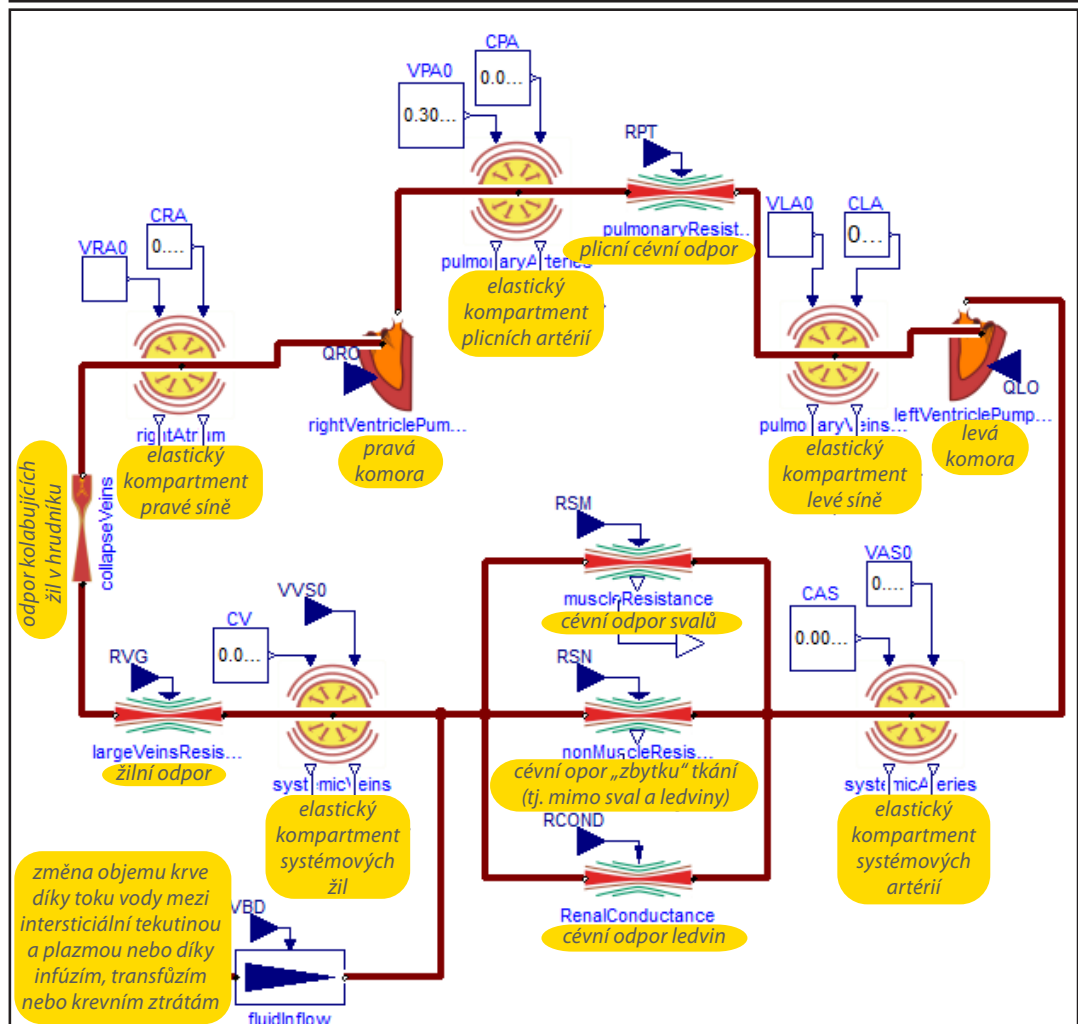 CPA
0.0...
VPA0
0.30...
RPT
pulmonaryResist...
plicní cévní odpor
pulmonaryArteries
elastický
kompartment
plicních artérií
CRA
0....
VRA0
rightAtrium
elastický
kompartment
pravé síně
QRO
rightVentriclePum...
pravá
komora
VLA0
CLA
0...
pulmonaryVeins...
elastický
kompartment
levé síně
QLO
leftVentriclePump...
levá
komora
odpor kolabujících
žil v hrudníku
collapseVeins
RSM
muscleResistance
cévní odpor svalů
VVS0
CV
0.0...
RVG
largeVeinsResis...
žilní odpor
systemicVeins
elastický
kompartment
systémových
žil
RSN
nonMuscleResis...
cévní opor „zbytku“ tkání
(tj. mimo sval a ledviny)
RCOND
RenalConductance
cévní odpor ledvin
VAS0
0....
CAS
0.00...
systemicArteries
elastický
kompartment
systémových
artérií
změna objemu krve
díky toku vody mezi
intersticiální tekutinou
a plazmou nebo díky
infúzím, transfůzím
nebo krevním ztrátám
VBD
fluidInflow